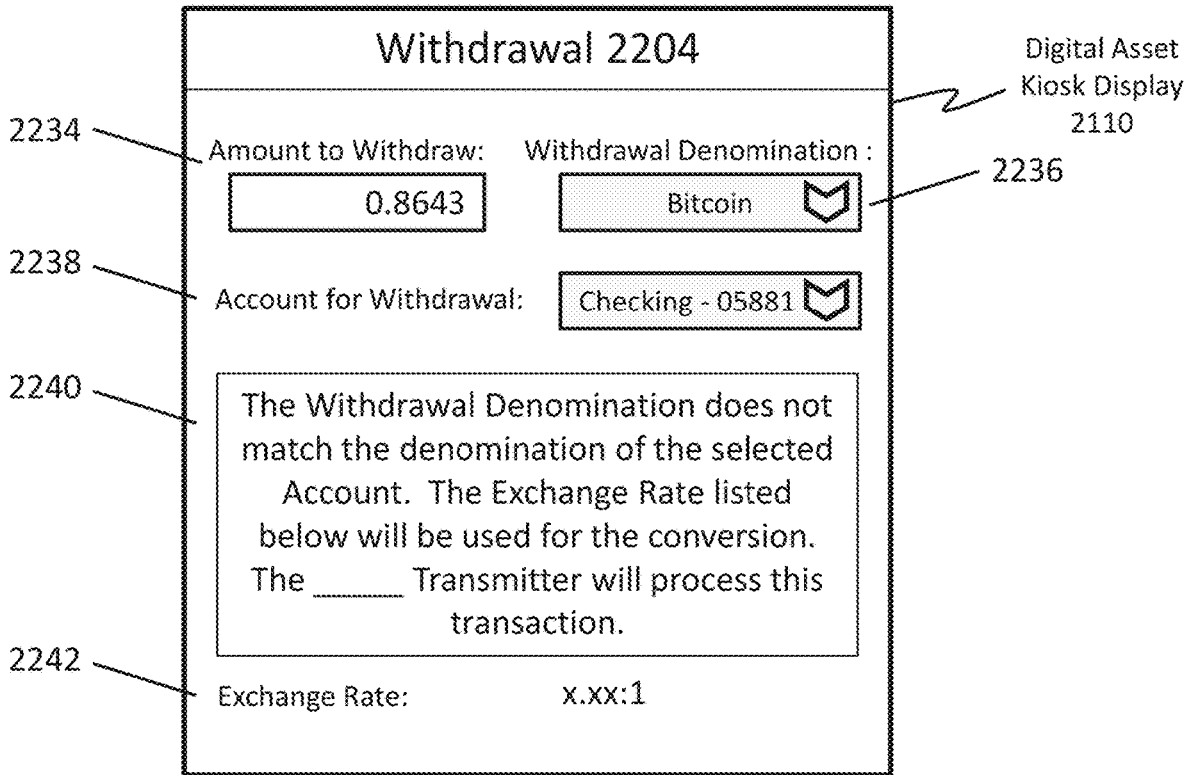 Withdrawal 2204
Digital Asset
Kiosk Display
2110
2234
Amount to Withdraw:
Withdrawal Denomination :
2236
0.8643
Bitcoin
2238
Account for Withdrawal:
Checking - 05881
2240
The Withdrawal Denomination does not
match the denomination of the selected
Account. The Exchange Rate listed
below will be used for the conversion.
The ______ Transmitter will process this
transaction.
2242
Exchange Rate:
x.xx:1